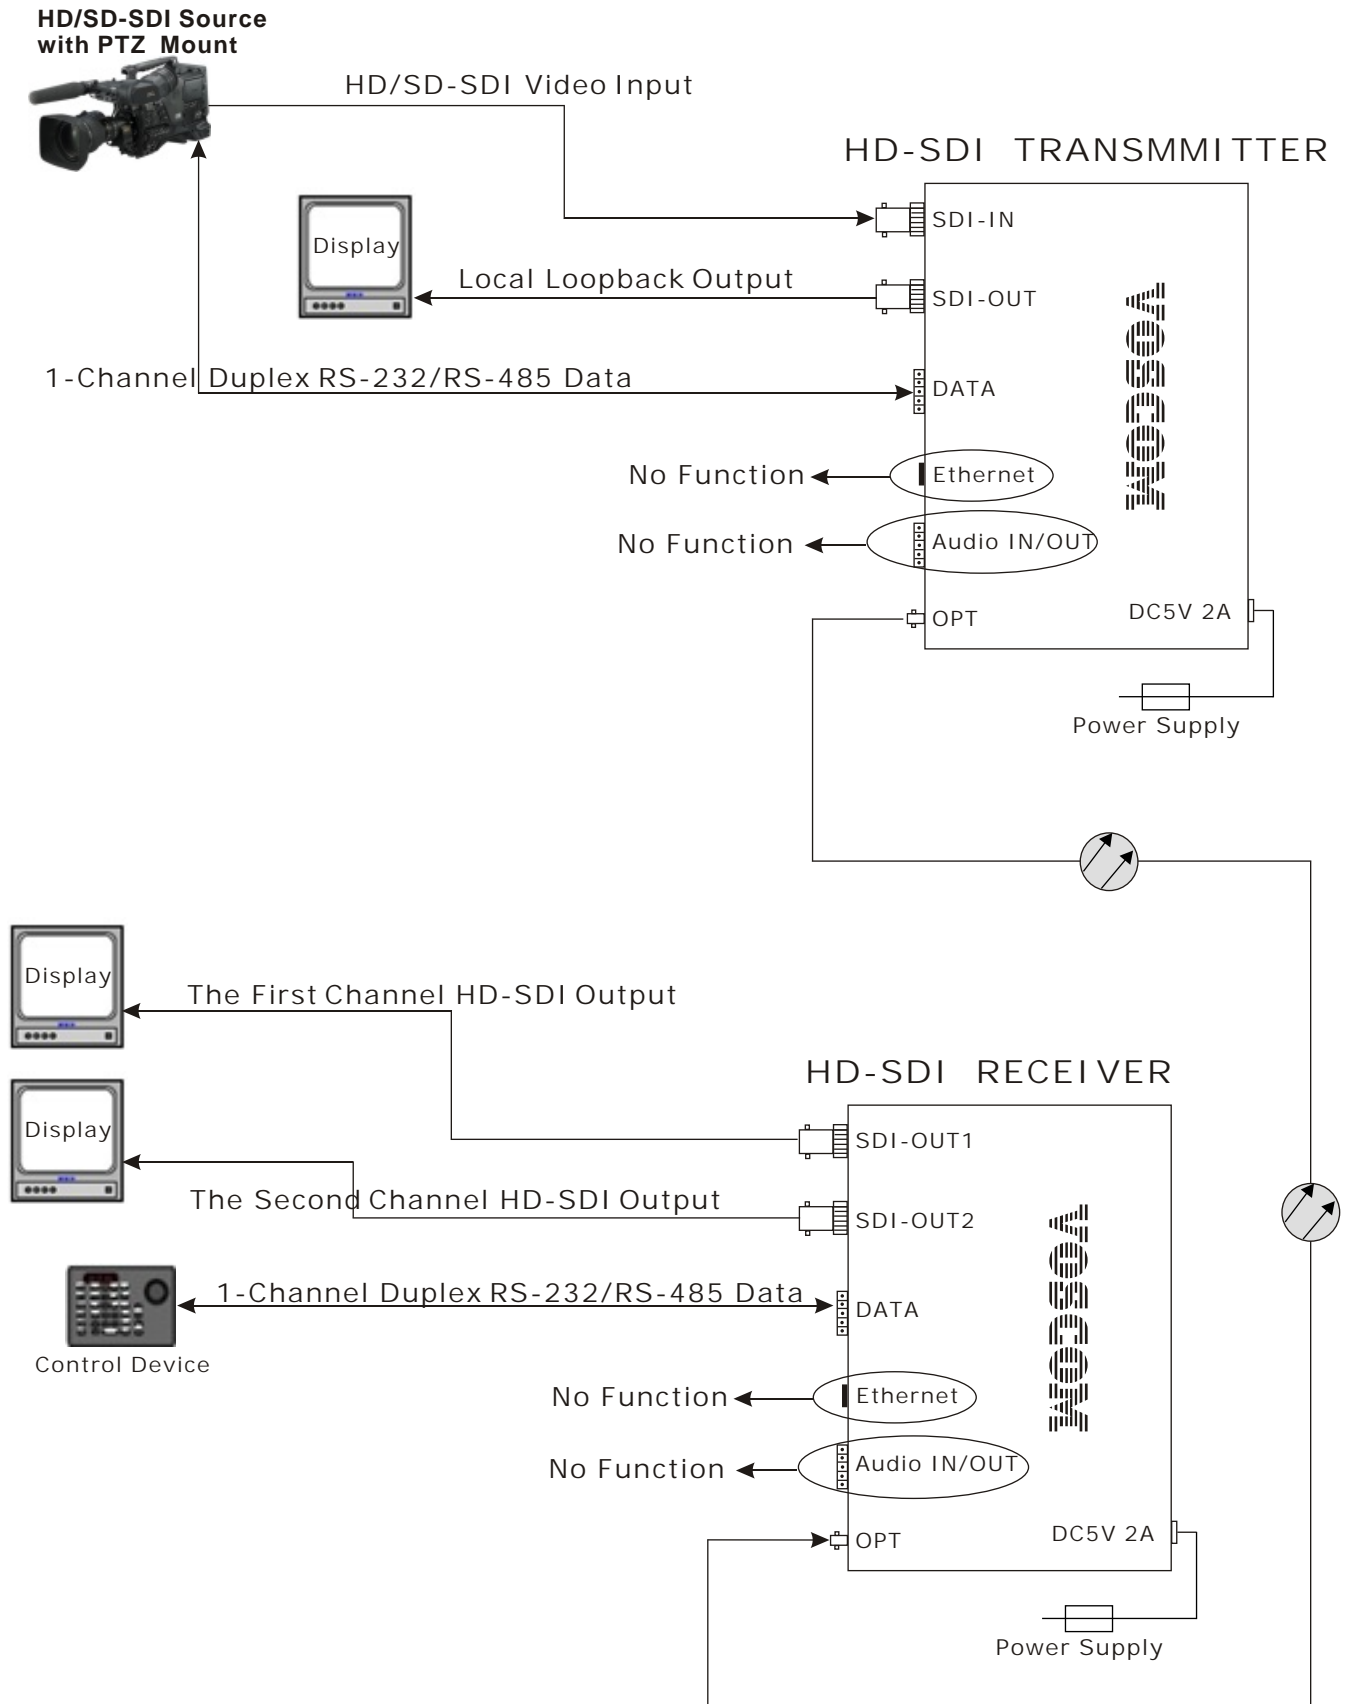 HD/SD-SDI Source
with PTZ Mount
HD/SD-SDI Video Input
HD-SDI TRANSMMITTER
SDI-IN
Display
Local Loopback Output
SDI-OUT
VOSCOM
1-Channel Duplex RS-232/RS-485 Data
DATA
No Function
Ethernet
No Function
Audio IN/OUT
OPT
DC5V 2A
Power Supply
Display
The First Channel HD-SDI Output
HD-SDI RECEIVER
Display
SDI-OUT1
The Second Channel HD-SDI Output
SDI-OUT2
VOSCOM
1-Channel Duplex RS-232/RS-485 Data
DATA
Control Device
No Function
Ethernet
No Function
Audio IN/OUT
OPT
DC5V 2A
Power Supply